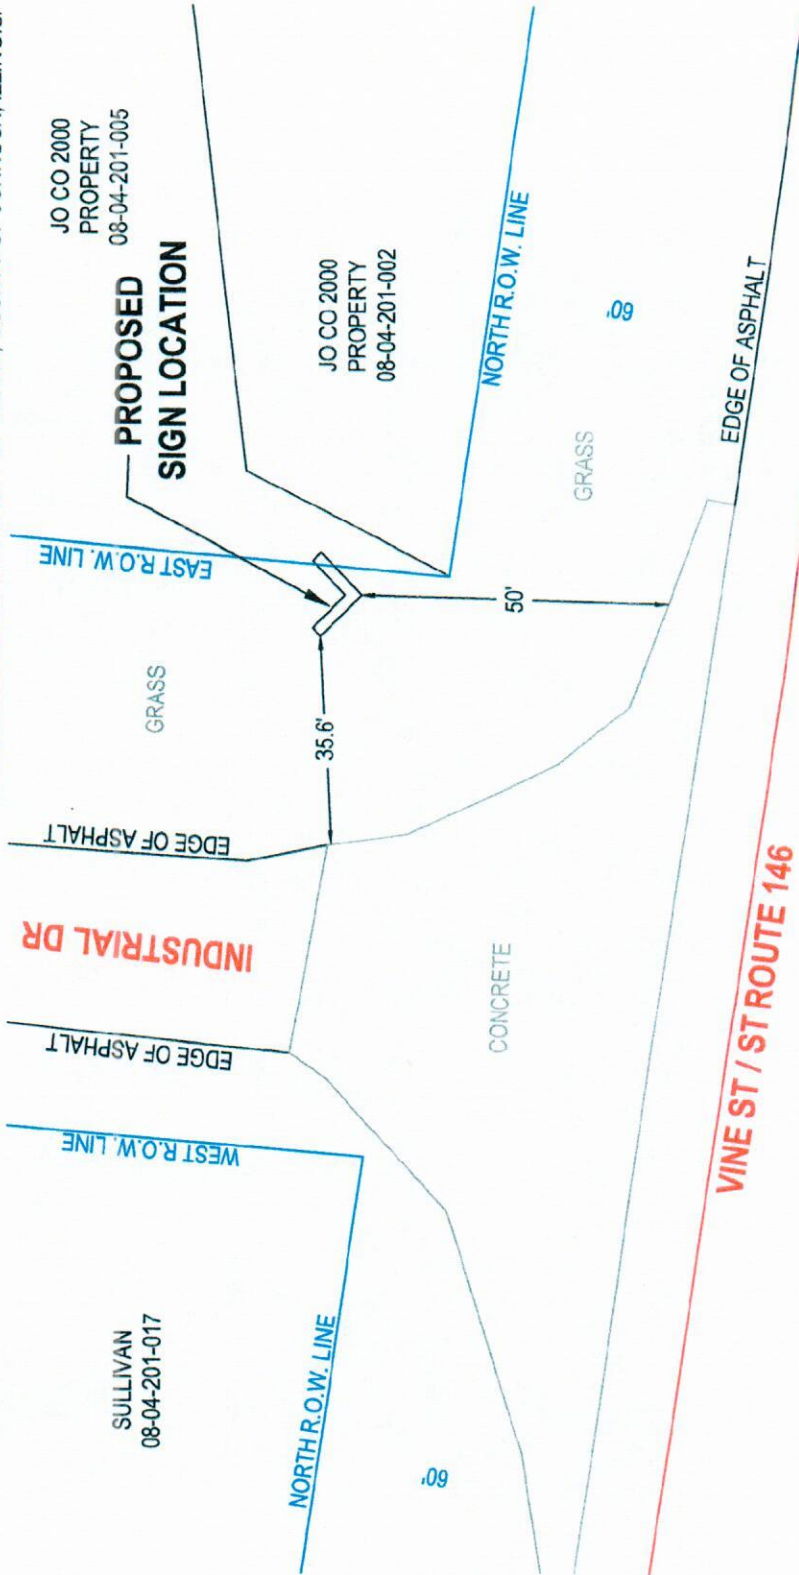 JO CO 2000
PROPERTY
08-04-201-005
PROPOSED
SIGN LOCATION
JO CO 2000
PROPERTY
08-04-201-002
EAST R.O.W. LINE
NORTH R.O.W. LINE
60'
GRASS
EDGE OF ASPHALT
GRASS
35.6'
50'
EDGE OF ASPHALT
INDUSTRIAL DR
EDGE OF ASPHALT
CONCRETE
WEST R.O.W. LINE
VINE ST / ST ROUTE 146
SULLIVAN
08-04-201-017
NORTH R.O.W. LINE
60'